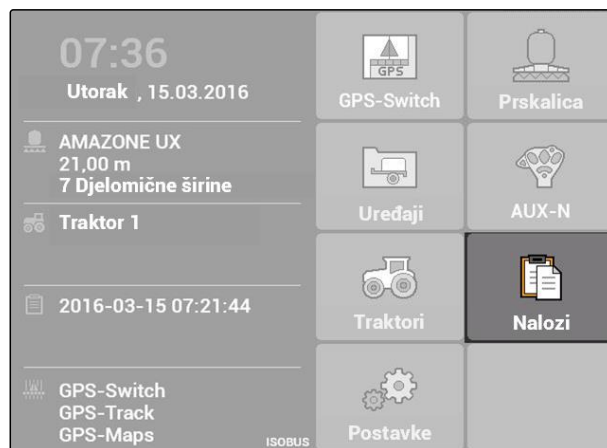 07:36
Utorak , 15.03.2016
AMAZONE UX
21,00 m
7 Djelomične širine
Traktor 1
2016-03-15 07:21:44
GPS-Switch
GPS-Track
GPS-Maps
ISOBUS
GPS
GPS-Switch
Prskalica
Uređaji
AUX-N
Traktori
Nalozi
Postavke